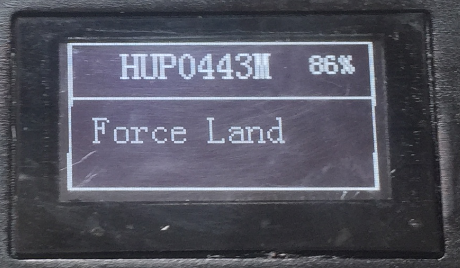 HUP0443M 86%
Force Land